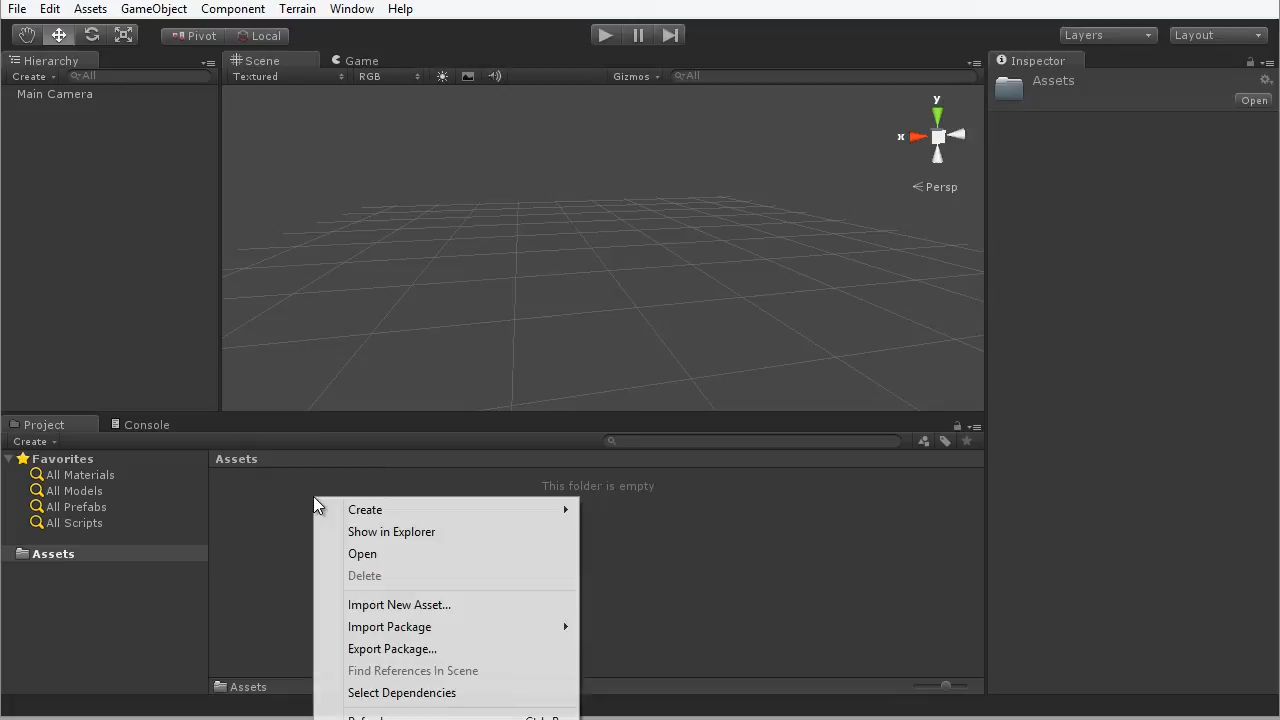 File Edit Assets GameObject Component Terrain Window Help
Pivot Local Layers Layout
Hierarchy Scene Game Inspector
Create All Textured RGB Gizmos All
Assets
Open
Main Camera
y
x
Persp
Project Console
Create
Favorites
All Materials
All Models
All Prefabs
All Scripts
Assets
Assets
This folder is empty
Create
Show in Explorer
Open
Delete
Import New Asset...
Import Package
Export Package...
Find References In Scene
Select Dependencies
Assets